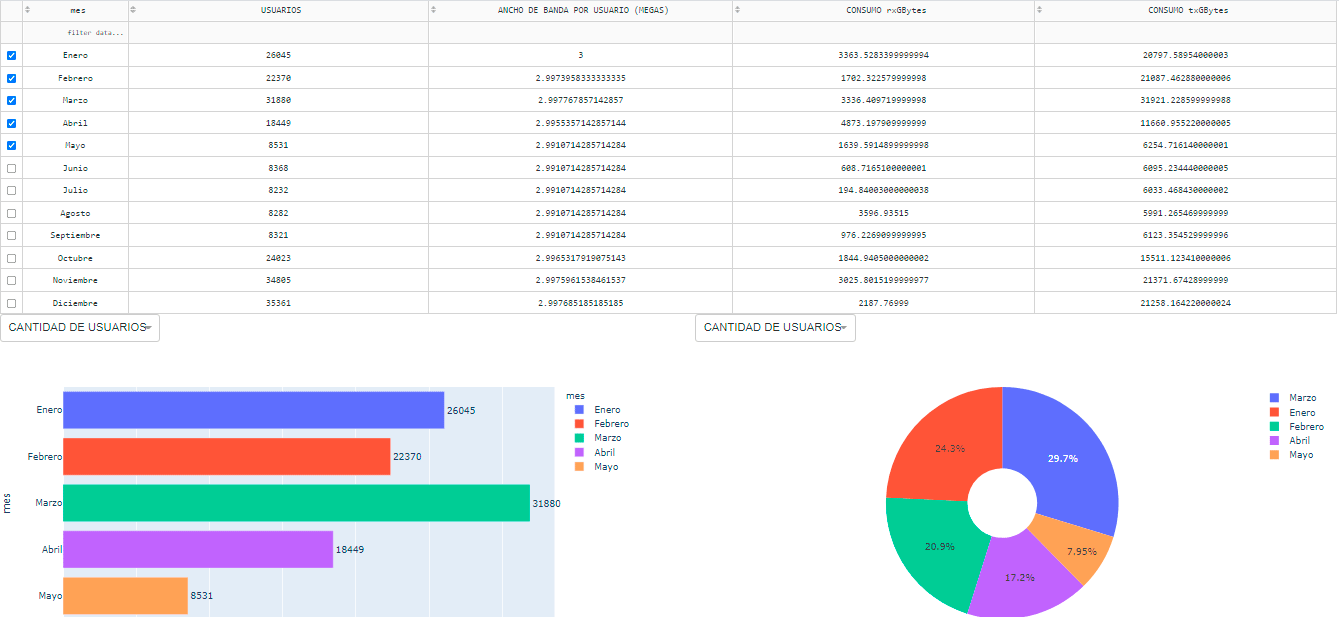 mes USUARIOS ANCHO DE BANDA POR USUARIO (MEGAS) CONSUMO rxGBytes CONSUMO txGBytes
filter data...
Enero 26045 3 3363.5283399999994 20797.58954000003
Febrero 22370 2.9973958333333335 1702.322579999998 21087.462880000006
Marzo 31880 2.997767857142857 3336.409719999998 31921.228599999988
Abril 18449 2.9955357142857144 4873.197909999999 11660.955220000005
Mayo 8531 2.9910714285714284 1639.5914899999998 6254.716140000001
Junio 8368 2.9910714285714284 608.7165100000001 6095.234440000005
Julio 8232 2.9910714285714284 194.84003000000038 6033.468430000002
Agosto 8282 2.9910714285714284 3596.93515 5991.265469999999
Septiembre 8321 2.9910714285714284 976.2269099999995 6123.354529999996
Octubre 24023 2.9965317919075143 1844.9405000000002 15511.123410000006
Noviembre 34805 2.9975961538461537 3025.8015199999977 21371.67428999999
Diciembre 35361 2.997685185185185 2187.76999 21258.164220000024
CANTIDAD DE USUARIOS CANTIDAD DE USUARIOS
mes
Enero 26045
Febrero 22370
Marzo 31880
Abril 18449
Mayo 8531
mes
Enero
Febrero
Marzo
Abril
Mayo
24.3% 29.7%
20.9% 7.95%
17.2%
Marzo
Enero
Febrero
Abril
Mayo